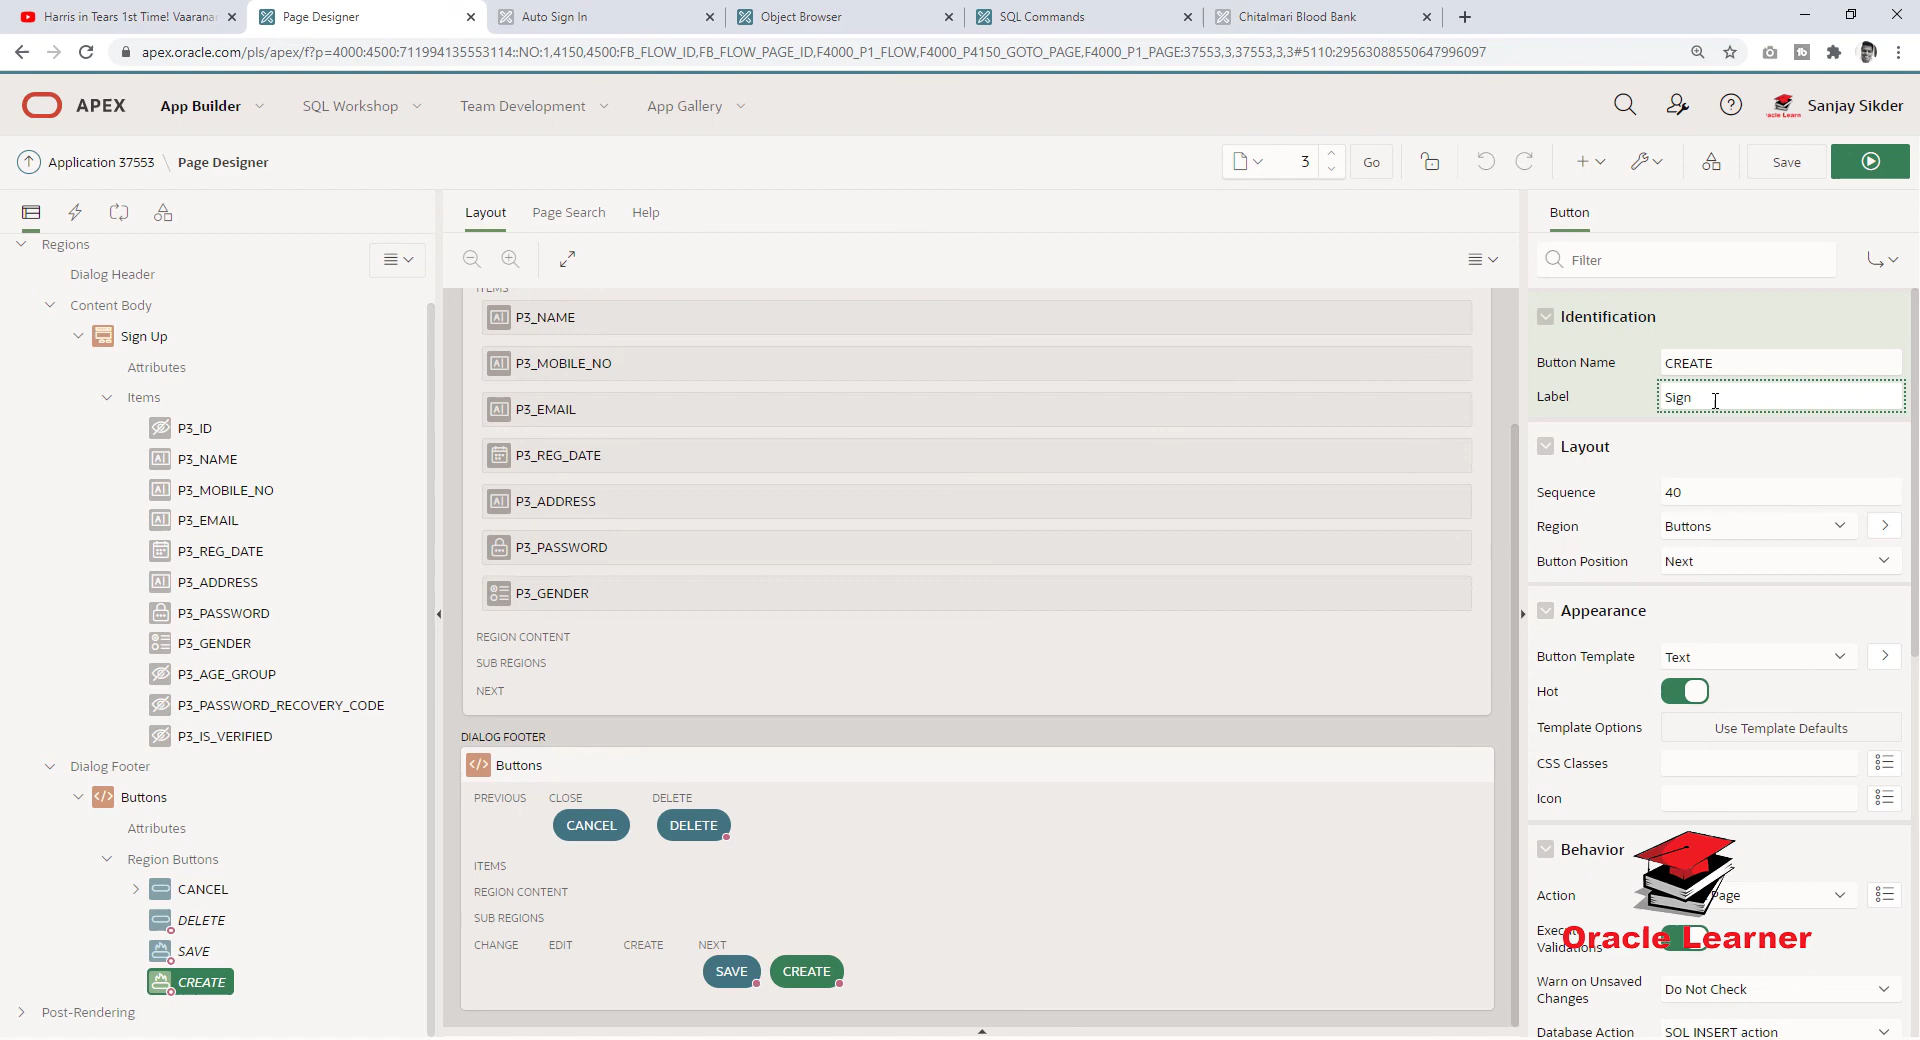 Harris in Tears 1st Time! Vaaranar
Page Designer
Auto Sign In
Object Browser
SQL Commands
Chitalmari Blood Bank
apex.oracle.com/pls/apex/f?p=4000:4500:711994135553114::NO:1,4150,4500:FB_FLOW_ID,FB_FLOW_PAGE_ID,F4000_P1_FLOW,F4000_P4150_GOTO_PAGE,F4000_P1_PAGE:37553,3,37553,3,3#5110:29563088550647996097
APEX
App Builder
SQL Workshop
Team Development
App Gallery
Sanjay Sikder
Application 37553 \ Page Designer
3
Go
Save
Regions
Dialog Header
Content Body
Sign Up
Attributes
Items
P3_ID
P3_NAME
P3_MOBILE_NO
P3_EMAIL
P3_REG_DATE
P3_ADDRESS
P3_PASSWORD
P3_GENDER
P3_AGE_GROUP
P3_PASSWORD_RECOVERY_CODE
P3_IS_VERIFIED
Dialog Footer
Buttons
Attributes
Region Buttons
CANCEL
DELETE
SAVE
CREATE
Post-Rendering
Layout
Page Search
Help
ITEMS
P3_NAME
P3_MOBILE_NO
P3_EMAIL
P3_REG_DATE
P3_ADDRESS
P3_PASSWORD
P3_GENDER
REGION CONTENT
SUB REGIONS
NEXT
DIALOG FOOTER
Buttons
PREVIOUS CLOSE DELETE
CANCEL DELETE
ITEMS
REGION CONTENT
SUB REGIONS
CHANGE EDIT CREATE NEXT
SAVE CREATE
Button
Filter
Identification
Button Name CREATE
Label Sign
Layout
Sequence 40
Region Buttons
Button Position Next
Appearance
Button Template Text
Hot
Template Options Use Template Defaults
CSS Classes
Icon
Behavior
Action Page
Validations
Oracle Learner
Warn on Unsaved Changes Do Not Check
Database Action SQL INSERT action